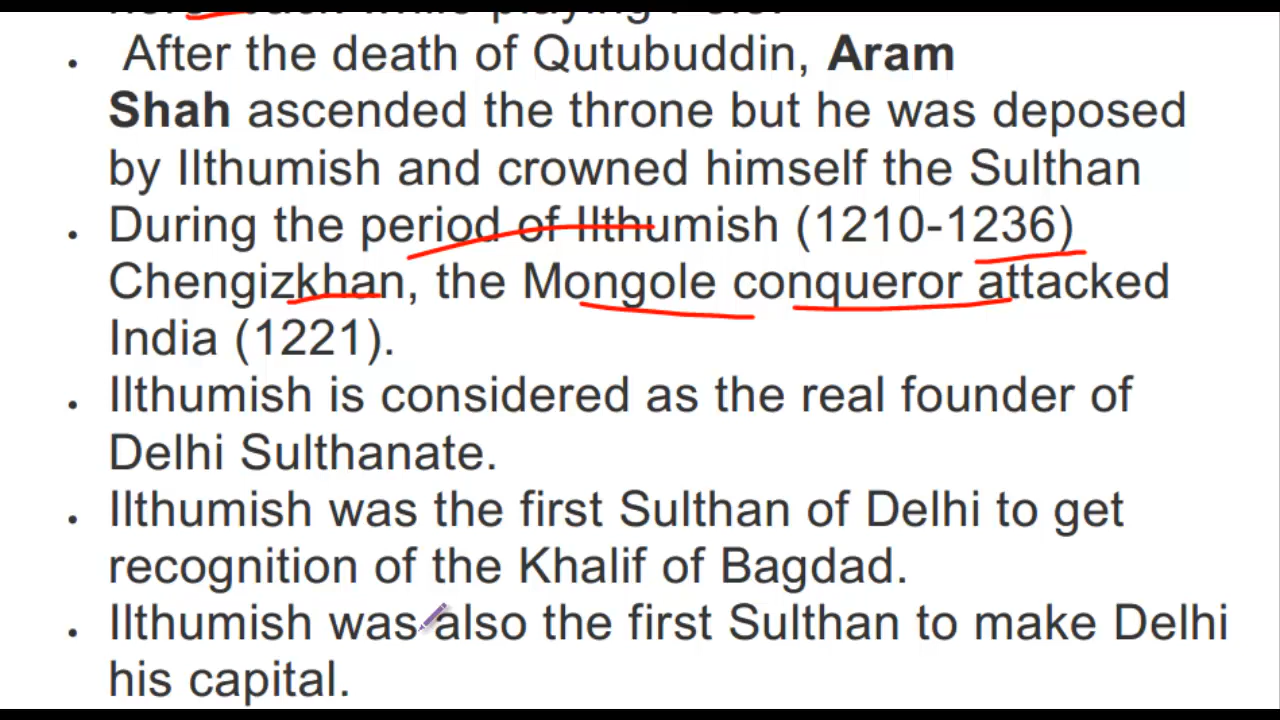 • After the death of Qutubuddin, Aram
Shah ascended the throne but he was deposed
by Ilthumish and crowned himself the Sulthan
• During the period of Ilthumish (1210-1236)
Chengizkhan, the Mongole conqueror attacked
India (1221).
• Ilthumish is considered as the real founder of
Delhi Sulthanate.
• Ilthumish was the first Sulthan of Delhi to get
recognition of the Khalif of Bagdad.
• Ilthumish was also the first Sulthan to make Delhi
his capital.